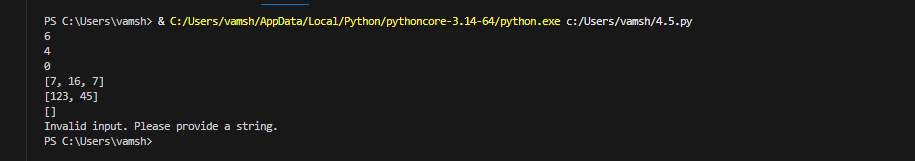 PS C:\Users\vamsh> & C:/Users/vamsh/AppData/Local/Python/pythoncore-3.14-64/python.exe c:/Users/vamsh/4.5.py
6
4
0
[7, 16, 7]
[123, 45]
[]
Invalid input. Please provide a string.
PS C:\Users\vamsh>